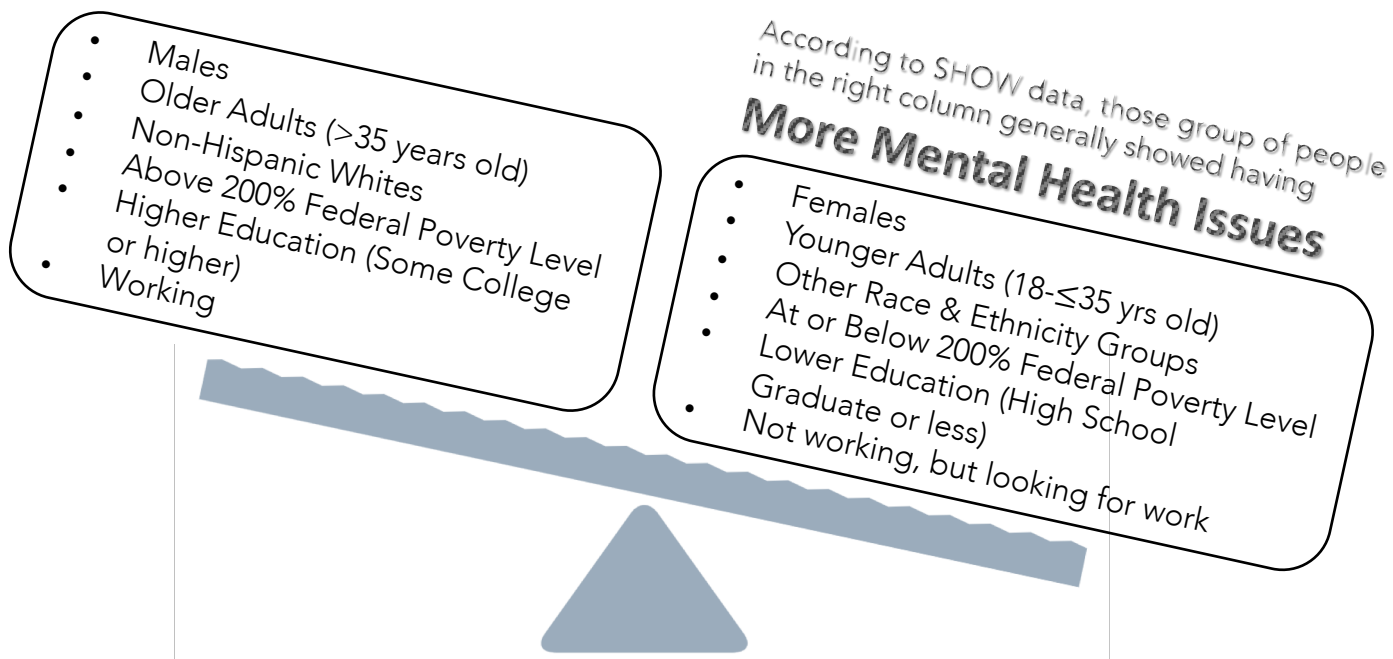 • Males
• Older Adults (>35 years old)
• Non-Hispanic Whites
• Above 200% Federal Poverty Level
• Higher Education (Some College
or higher)
• Working
According to SHOW data, those group of people
in the right column generally showed having
More Mental Health Issues
• Females
• Younger Adults (18-≤35 yrs old)
• Other Race & Ethnicity Groups
• At or Below 200% Federal Poverty Level
• Lower Education (High School
Graduate or less)
• Not working, but looking for work